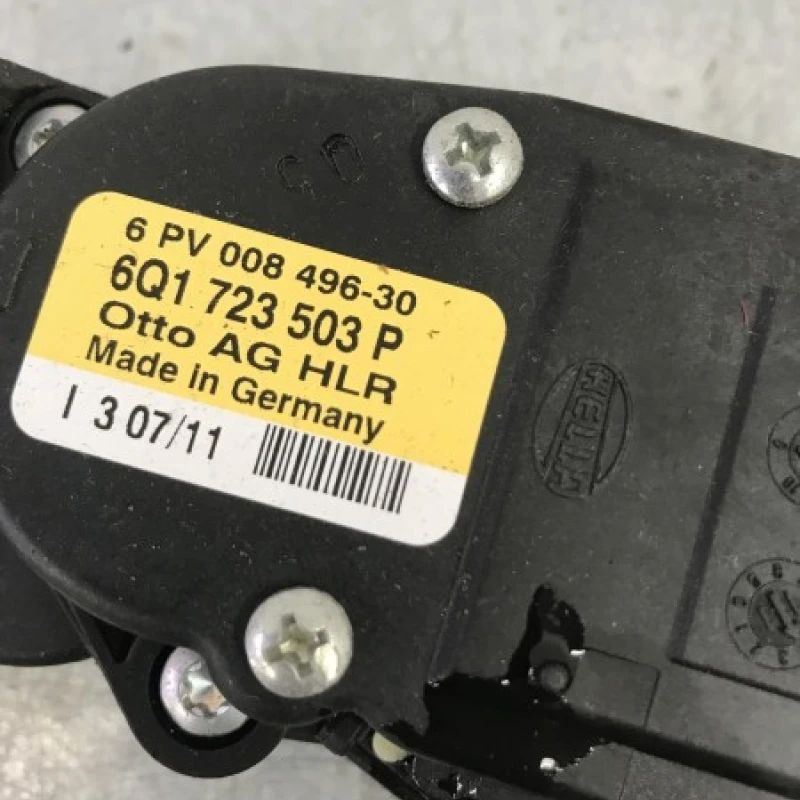 6 PV 008 496-30
6Q1 723 503 P
Otto AG HLR
Made in Germany
I 3 07/11
HELLA